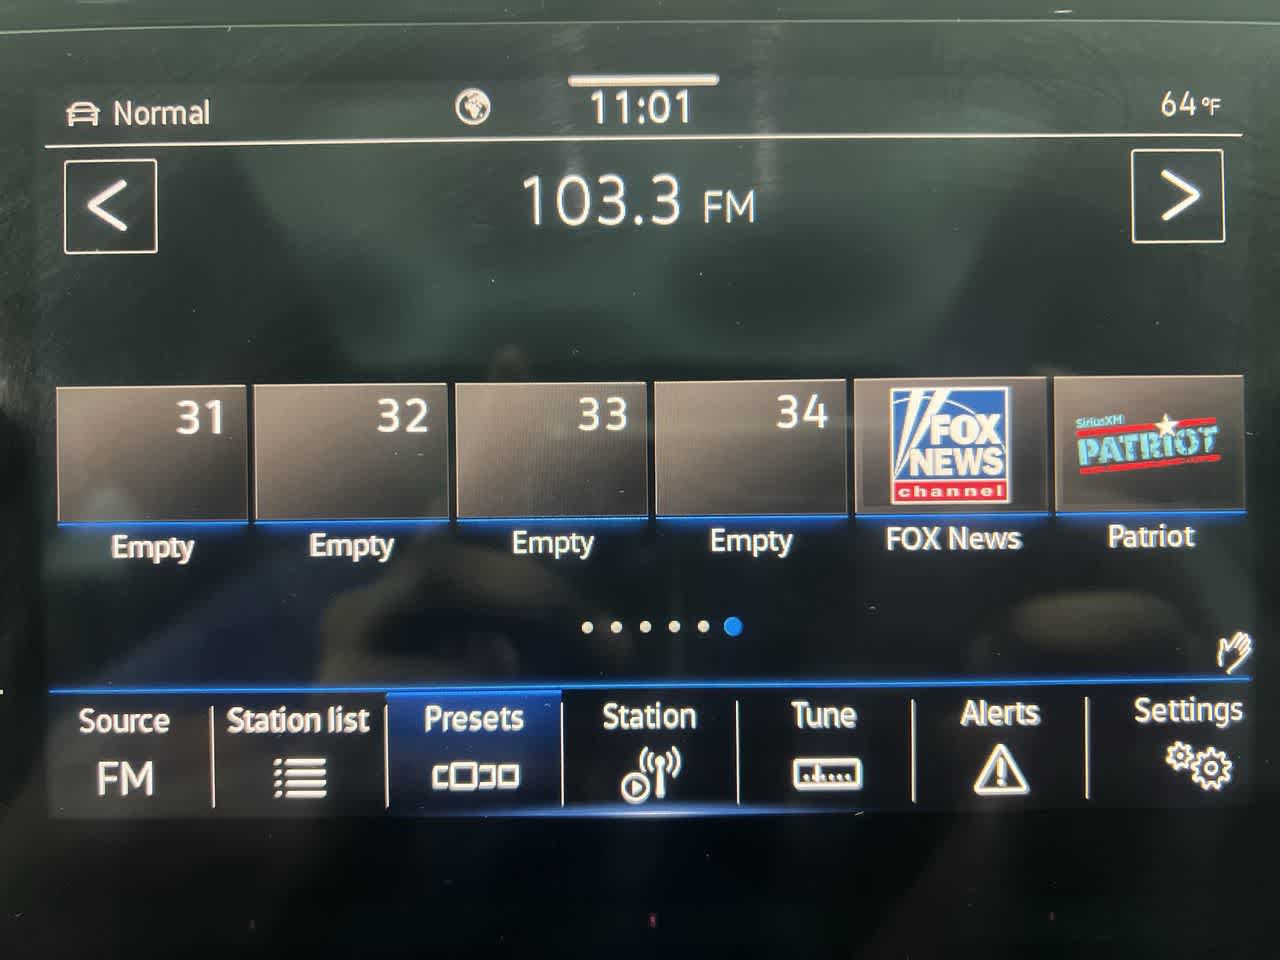 Normal 11:01 64°F
< 103.3 FM >
31 32 33 34 FOX NEWS channel SiriusXM PATRIOT
Empty Empty Empty Empty FOX News Patriot
Source Station list Presets Station Tune Alerts Settings
FM